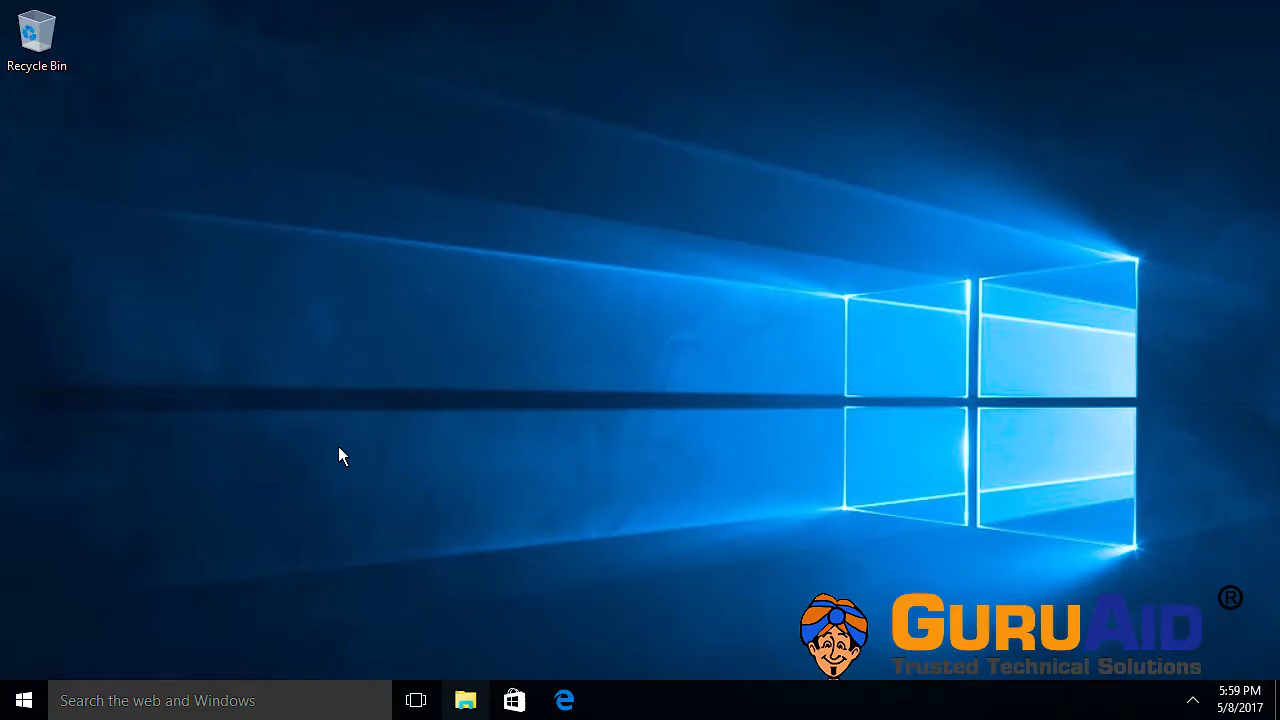 Recycle Bin
GURUAID ®
Trusted Technical Solutions
Search the web and Windows
5:59 PM
5/8/2017